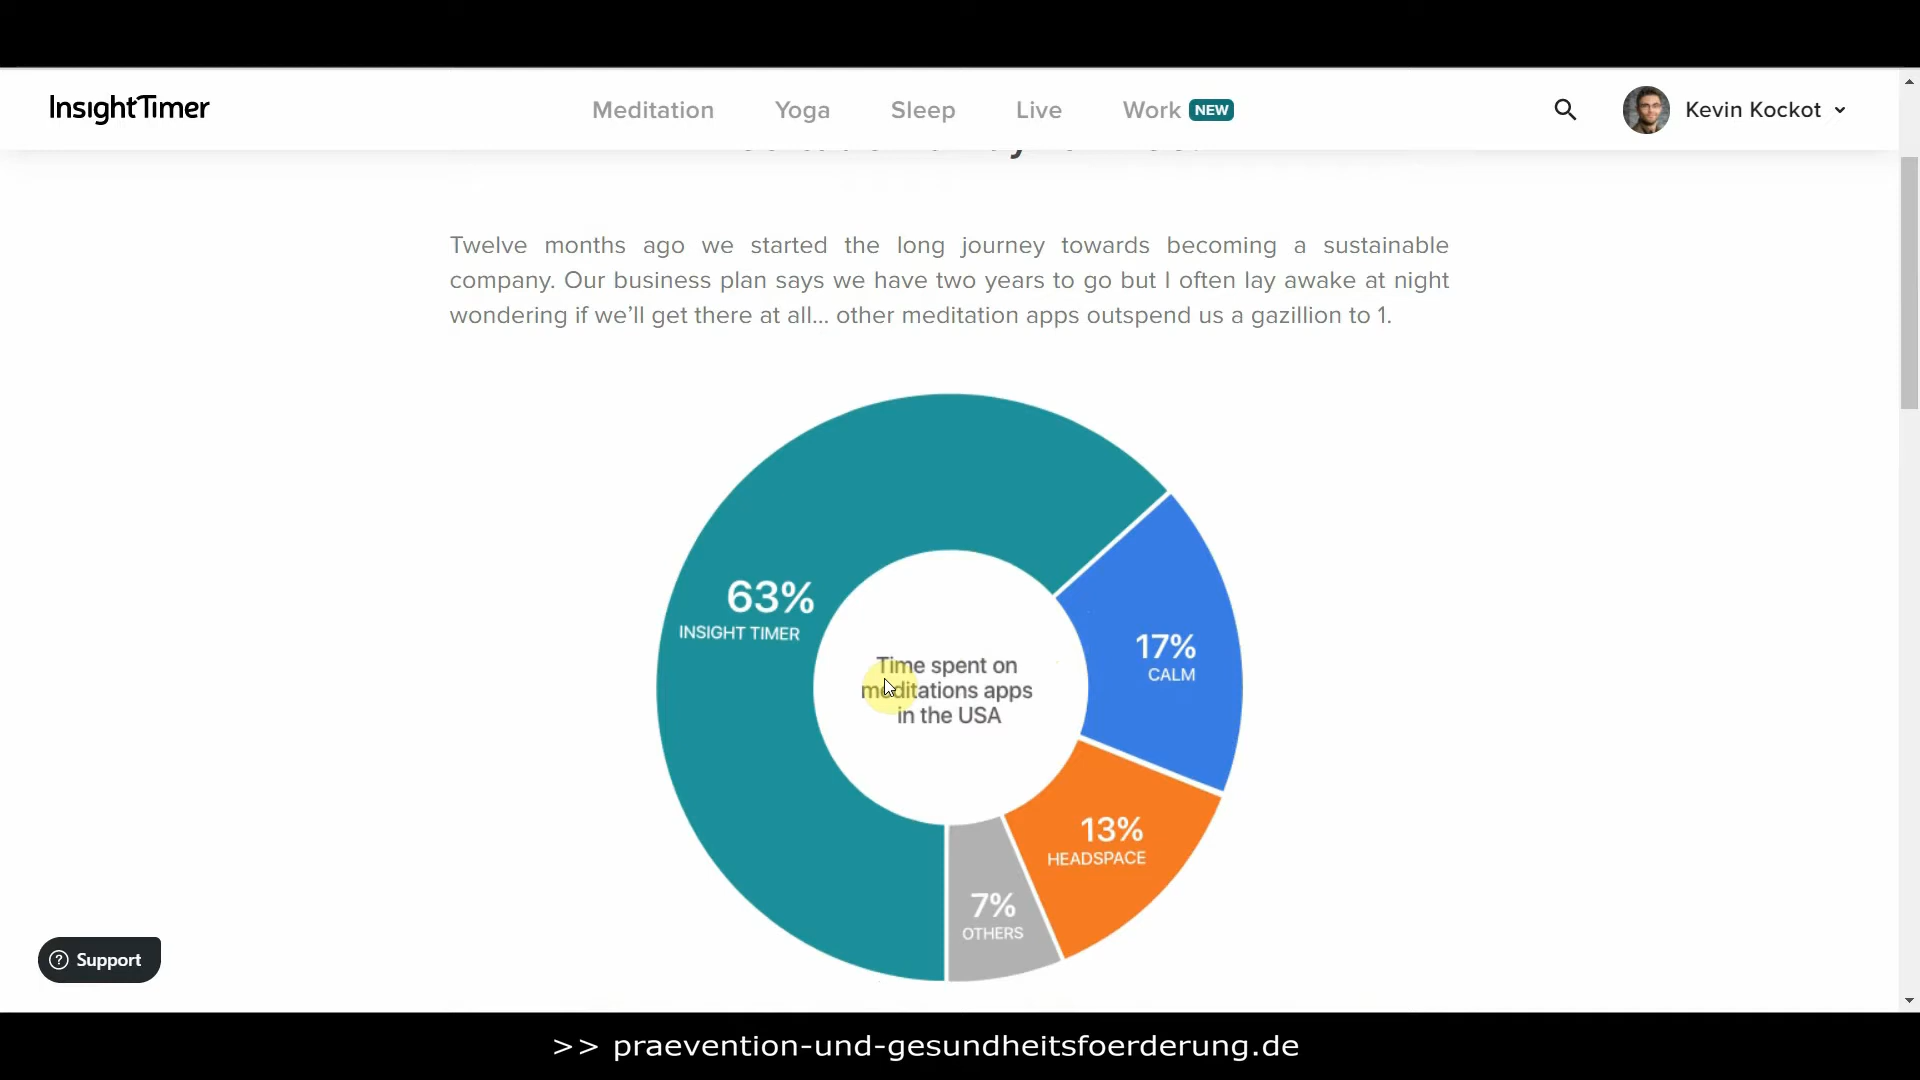 InsightTimer
Meditation
Yoga
Sleep
Live
Work NEW
Kevin Kockot
Twelve months ago we started the long journey towards becoming a sustainable
company. Our business plan says we have two years to go but I often lay awake at night
wondering if we’ll get there at all... other meditation apps outspend us a gazillion to 1.
63%
INSIGHT TIMER
17%
CALM
Time spent on
meditations apps
in the USA
13%
HEADSPACE
7%
OTHERS
Support
>> praevention-und-gesundheitsfoerderung.de